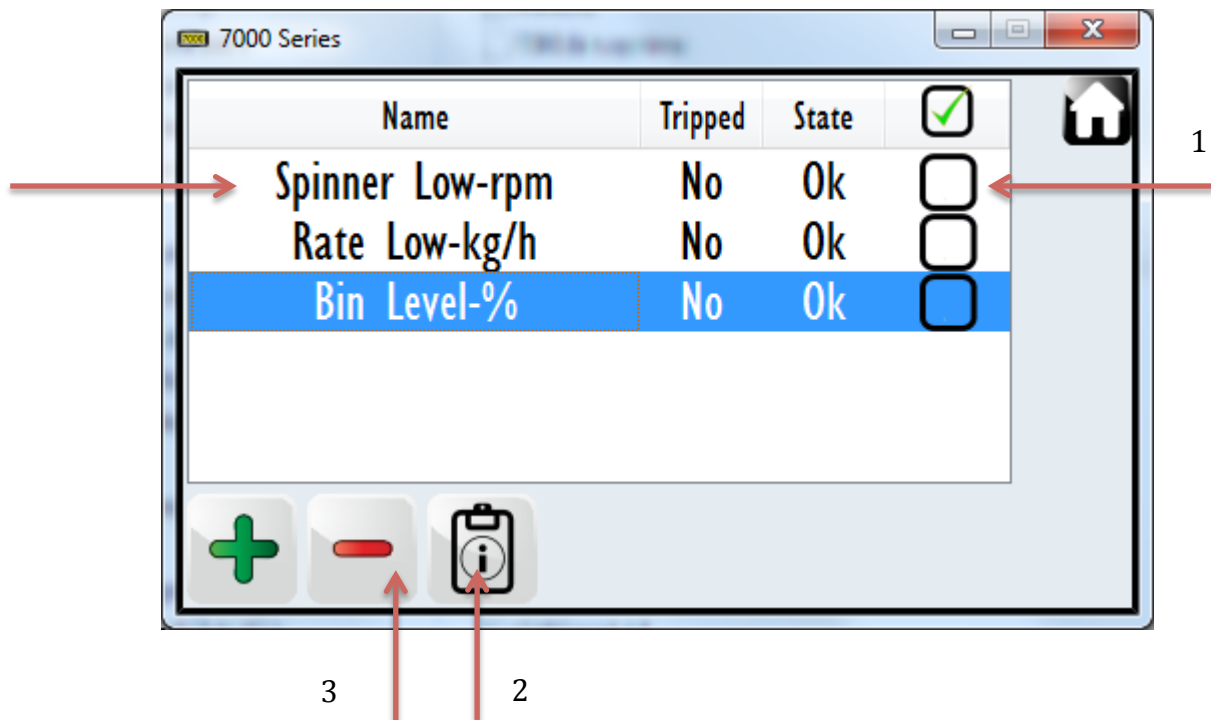 7000 Series
Name Tripped State
1
Spinner Low-rpm No Ok
Rate Low-kg/h No Ok
Bin Level-% No Ok
3 2